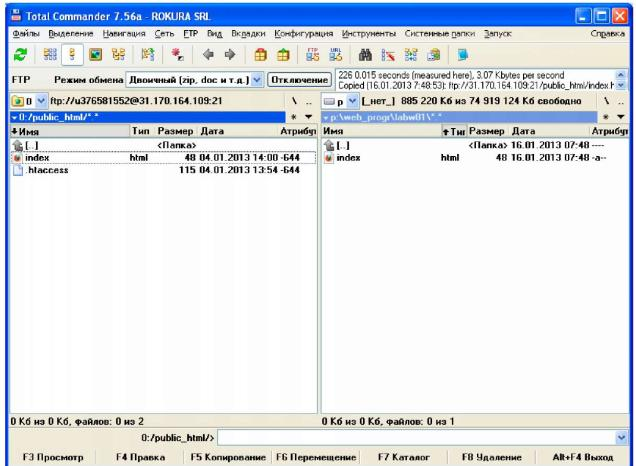 Total Commander 7.56a - ROKURA SRL
Файлы Выделение Навигация Сеть FTP Вид Вкладки Конфигурация Инструменты Системные папки Запуск Справка
FTP URL
FTP Режим обмена Двоичный (zip, doc и т.д.) Отключение
226 0.015 seconds (measured here), 3.07 Kbytes per second
Copied (16.01.2013 7:48:53): ftp://31.170.164.109:21/public_html/index.h
0 ftp://u376581552@31.170.164.109:21 \ ..
p [_нет_] 885 220 Кб из 74 919 124 Кб свободно \ ..
0:/public_html/*.* * ▼
p:\web_progr\labw01\*.* * ▼
Имя Тип Размер Дата Атрибут
Имя Тип Размер Дата Атрибут
[..] <Папка>
[..] <Папка> 16.01.2013 07:48 ----
index html 48 04.01.2013 14:00 -644
index html 48 16.01.2013 07:48 -a--
.htaccess 115 04.01.2013 13:54 -644
0 Кб из 0 Кб, файлов: 0 из 2
0 Кб из 0 Кб, файлов: 0 из 1
0:/public_html/>
F3 Просмотр F4 Правка F5 Копирование F6 Перемещение F7 Каталог F8 Удаление Alt+F4 Выход